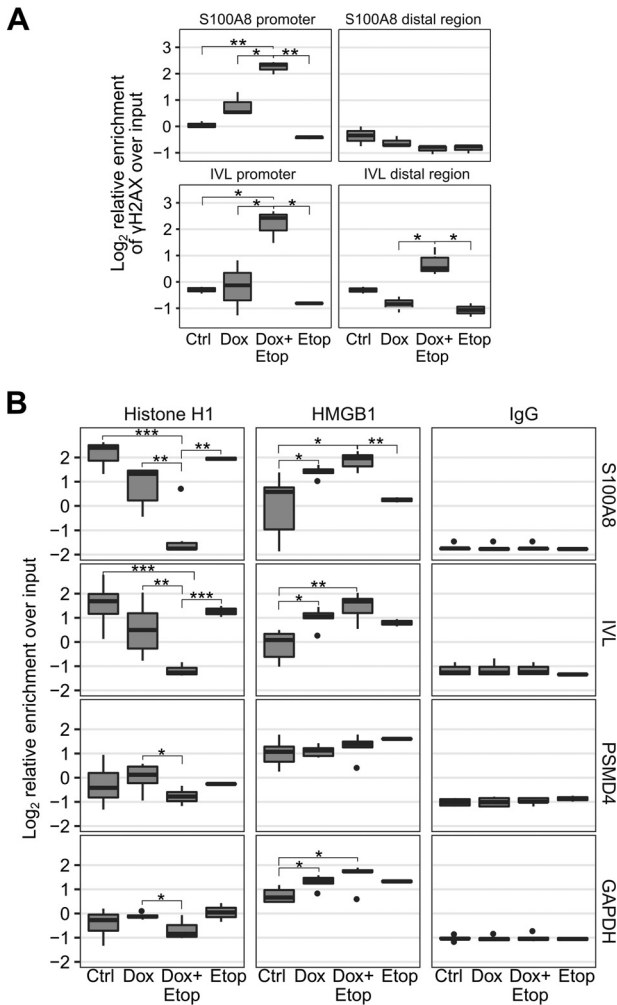 A
S100A8 promoter
S100A8 distal region
Log2 relative enrichment
of γH2AX over input
3
2
1
0
−1
** * **
IVL promoter
IVL distal region
3
2
1
0
−1
* * *
* *
Ctrl Dox Dox+ Etop
Etop
Ctrl Dox Dox+ Etop
Etop
B
Histone H1
HMGB1
IgG
Log2 relative enrichment over input
2
1
0
−1
−2
*** ** **
* * **
S100A8
2
1
0
−1
−2
*** ** ***
** *
IVL
2
1
0
−1
−2
*
PSMD4
2
1
0
−1
−2
*
* *
GAPDH
Ctrl Dox Dox+ Etop
Etop
Ctrl Dox Dox+ Etop
Etop
Ctrl Dox Dox+ Etop
Etop